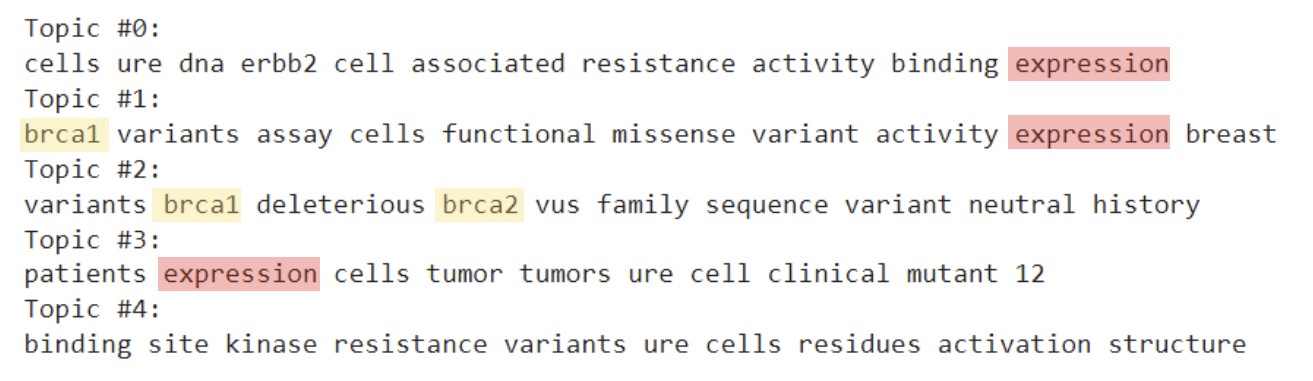 Topic #0:
cells ure dna erbb2 cell associated resistance activity binding expression
Topic #1:
brca1 variants assay cells functional missense variant activity expression breast
Topic #2:
variants brca1 deleterious brca2 vus family sequence variant neutral history
Topic #3:
patients expression cells tumor tumors ure cell clinical mutant 12
Topic #4:
binding site kinase resistance variants ure cells residues activation structure